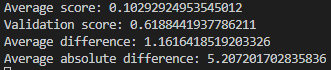 Average score: 0.10292924953545012
Validation score: 0.6188441937786211
Average difference: 1.1616418519203326
Average absolute difference: 5.207201702835836